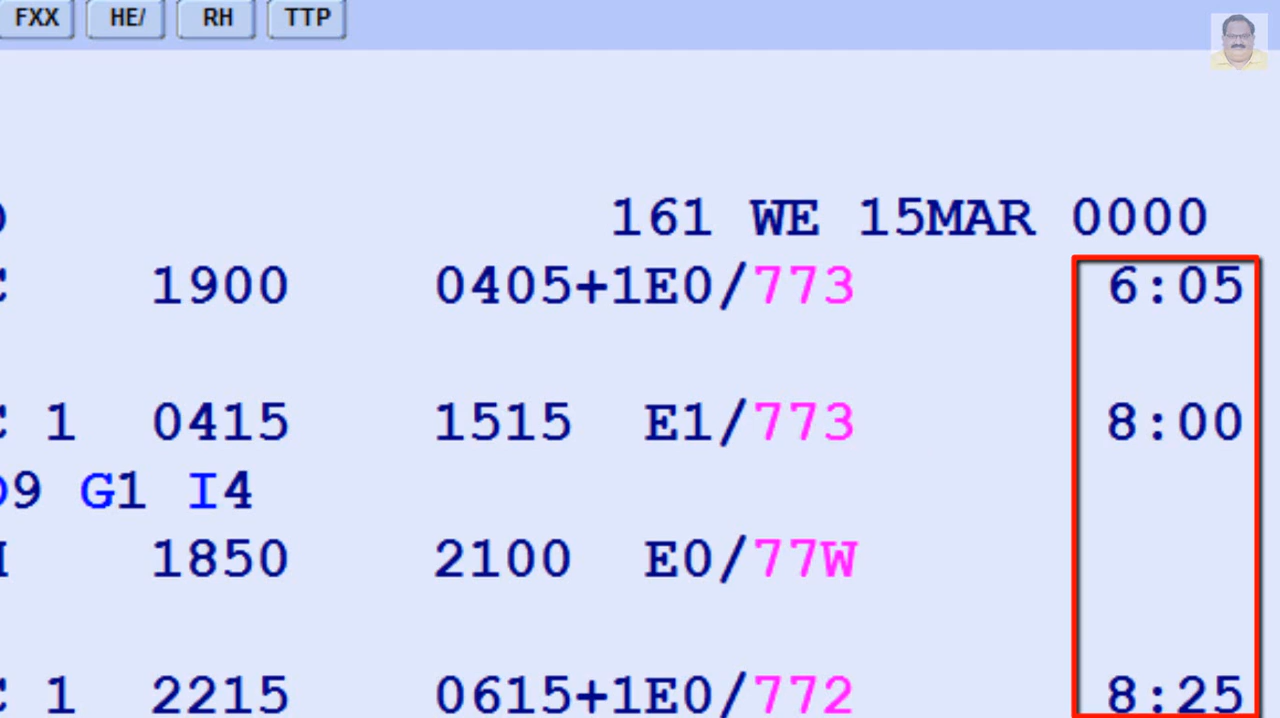 FXX HE/ RH TTP
161 WE 15MAR 0000
1900 0405+1E0/773 6:05
1 0415 1515 E1/773 8:00
9 G1 I4
1850 2100 E0/77W
1 2215 0615+1E0/772 8:25